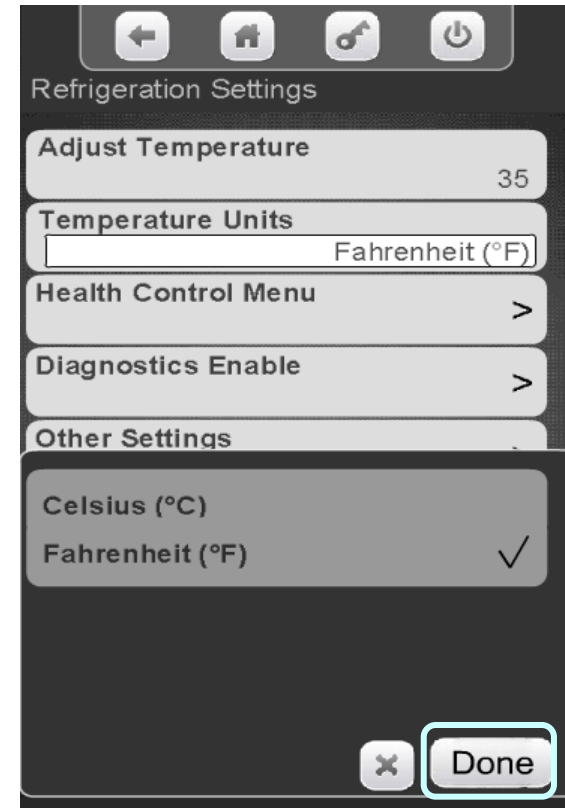 Refrigeration Settings
Adjust Temperature
35
Temperature Units
Fahrenheit (°F)
Health Control Menu
>
Diagnostics Enable
>
Other Settings
Celsius (°C)
Fahrenheit (°F)
Done